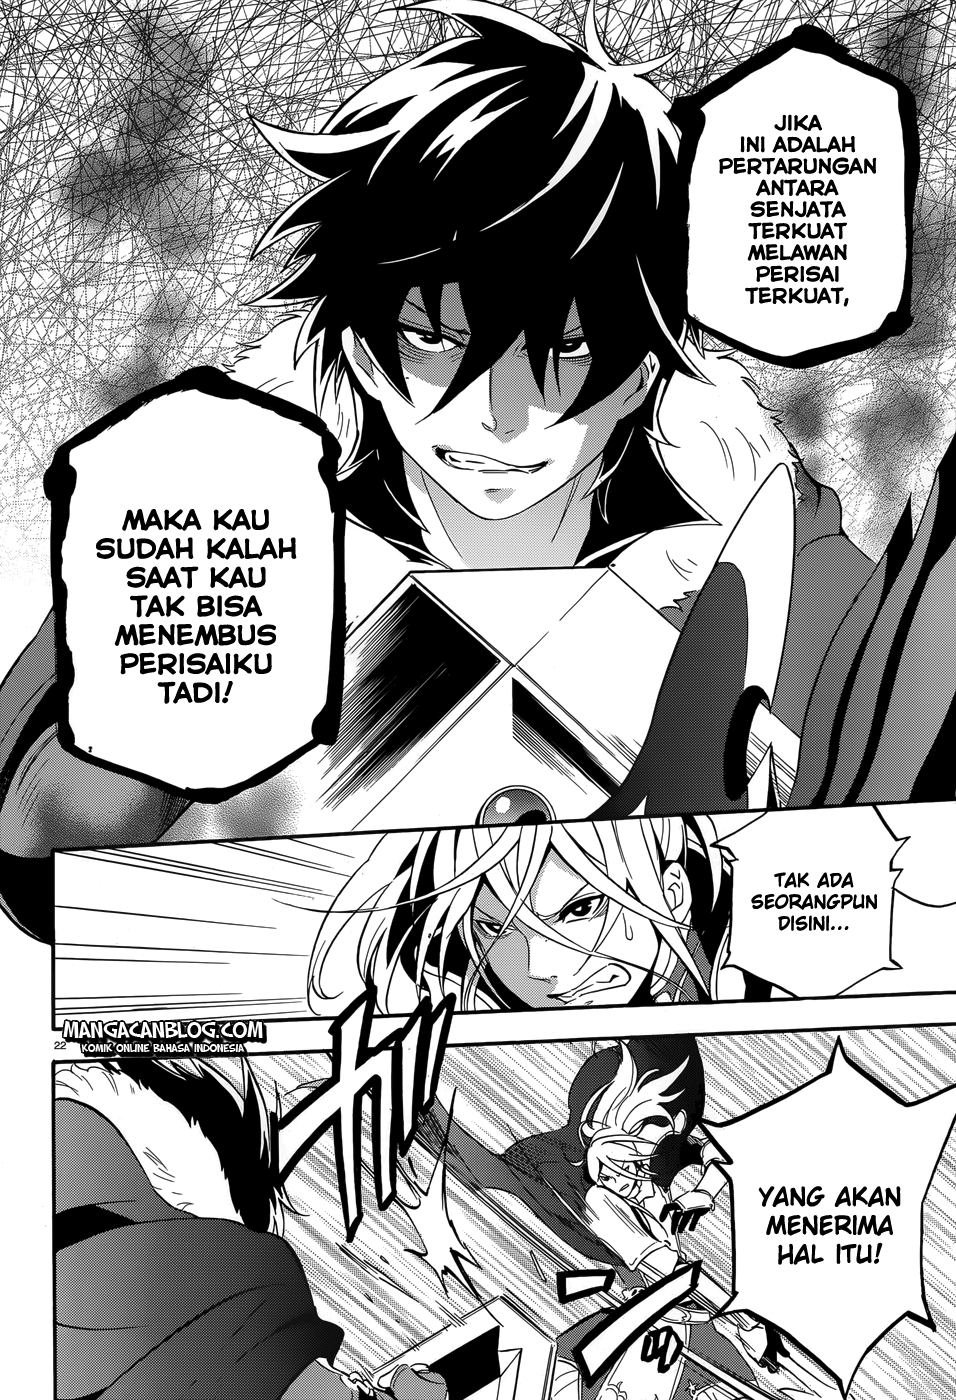 JIKA
INI ADALAH
PERTARUNGAN
ANTARA
SENJATA
TERKUAT
MELAWAN
PERISAI
TERKUAT,
MAKA KAU
SUDAH KALAH
SAAT KAU
TAK BISA
MENEMBUS
PERISAIKU
TADI!
TAK ADA
SEORANGPUN
DISINI...
MANGACANBLOG.COM
KOMIK ONLINE BAHASA INDONESIA
22
YANG AKAN
MENERIMA
HAL ITU!